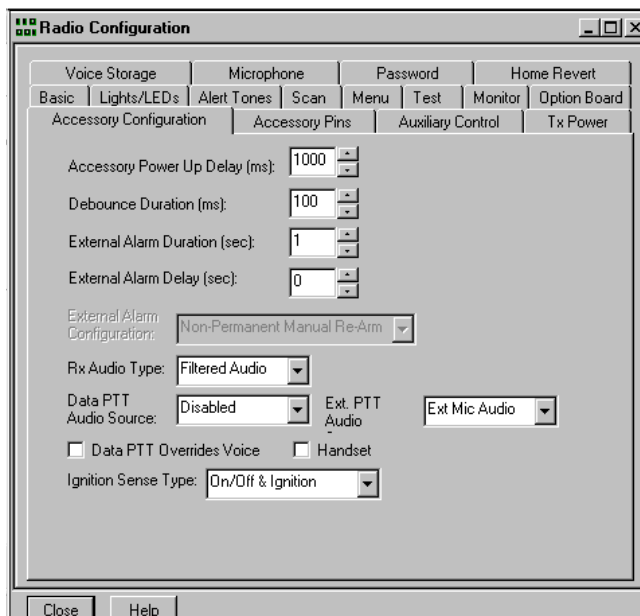 Radio Configuration
Voice Storage Microphone Password Home Revert
Basic Lights/LEDs Alert Tones Scan Menu Test Monitor Option Board
Accessory Configuration Accessory Pins Auxiliary Control Tx Power
Accessory Power Up Delay (ms): 1000
Debounce Duration (ms): 100
External Alarm Duration (sec): 1
External Alarm Delay (sec): 0
External Alarm
Configuration: Non-Permanent Manual Re-Arm
Rx Audio Type: Filtered Audio
Data PTT
Audio Source: Disabled
Ext. PTT
Audio
Ext Mic Audio
Data PTT Overrides Voice Handset
Ignition Sense Type: On/Off & Ignition
Close Help